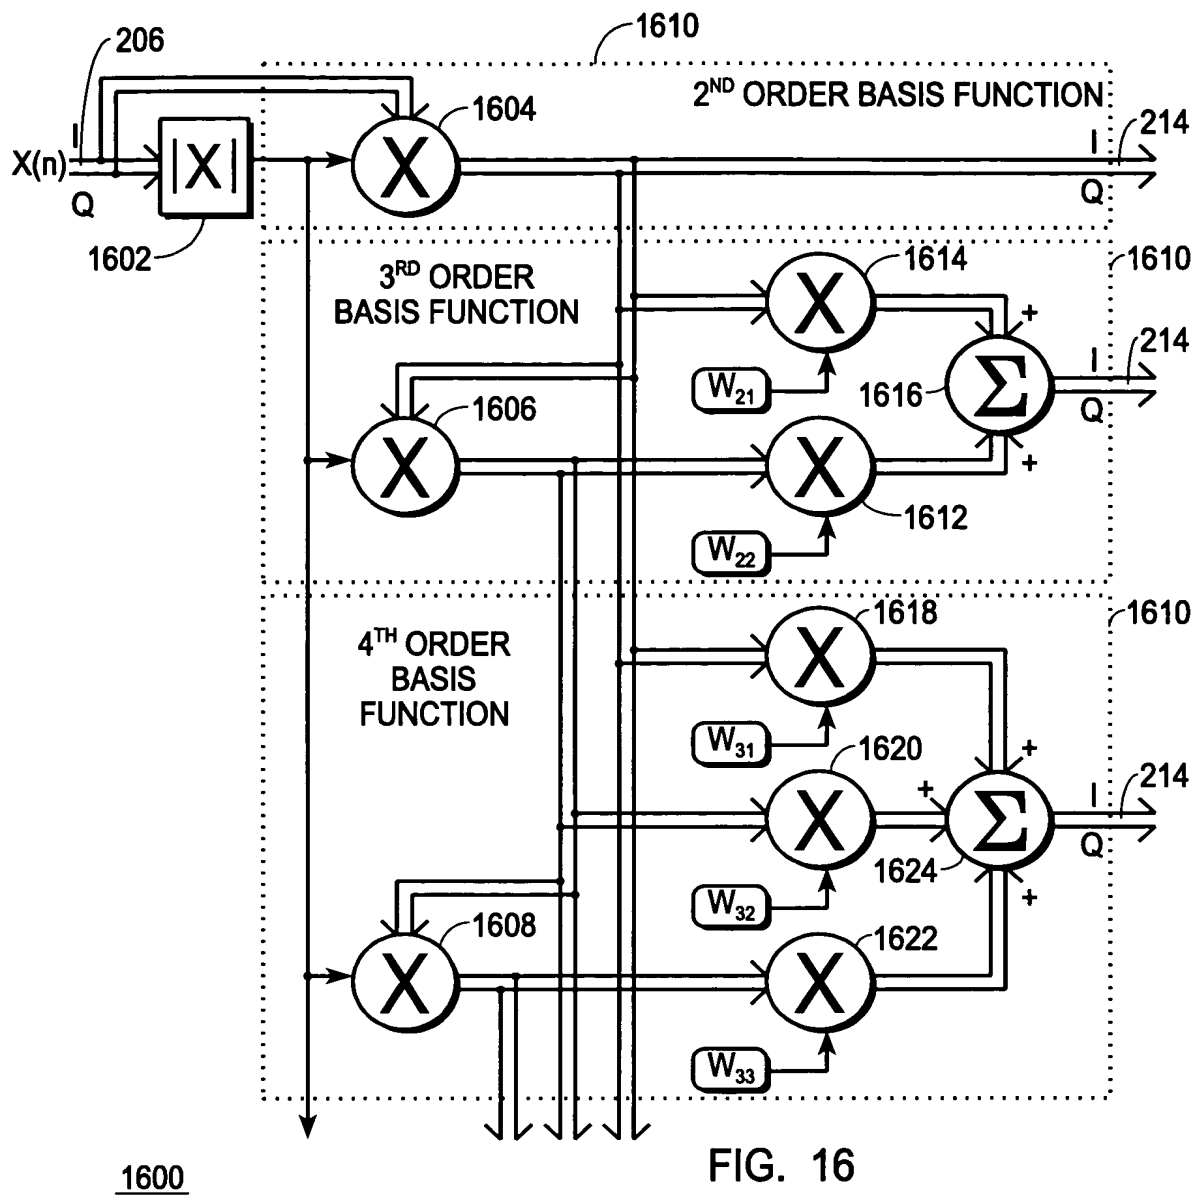 1610
206
2ND ORDER BASIS FUNCTION
1604
214
I
X(n)
|X|
X
I
Q
Q
1602
3RD ORDER
BASIS FUNCTION
1614
1610
X
+
214
I
W21
1616
Σ
Q
1606
X
X
+
1612
W22
4TH ORDER
BASIS
FUNCTION
1618
1610
X
W31
1620
+
214
+
I
X
Σ
Q
1624
W32
+
1608
1622
X
X
W33
FIG. 16
1600